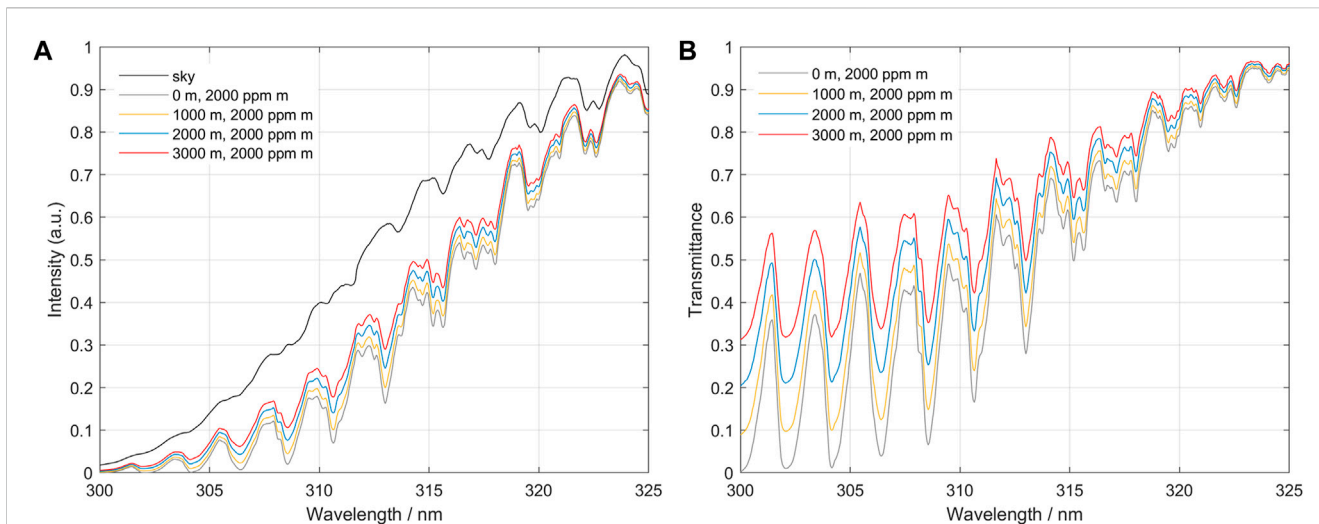 A
1
0.9
0.8
0.7
0.6
0.5
0.4
0.3
0.2
0.1
0
Intensity (a.u.)
sky
0 m, 2000 ppm m
1000 m, 2000 ppm m
2000 m, 2000 ppm m
3000 m, 2000 ppm m
300 305 310 315 320 325
Wavelength / nm
B
1
0.9
0.8
0.7
0.6
0.5
0.4
0.3
0.2
0.1
0
Transmittance
0 m, 2000 ppm m
1000 m, 2000 ppm m
2000 m, 2000 ppm m
3000 m, 2000 ppm m
300 305 310 315 320 325
Wavelength / nm